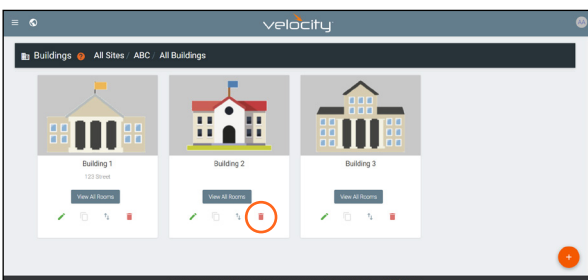 velocity
AA
Buildings ? All Sites / ABC / All Buildings
Building 1
123 Street
View All Rooms
Building 2
View All Rooms
Building 3
View All Rooms